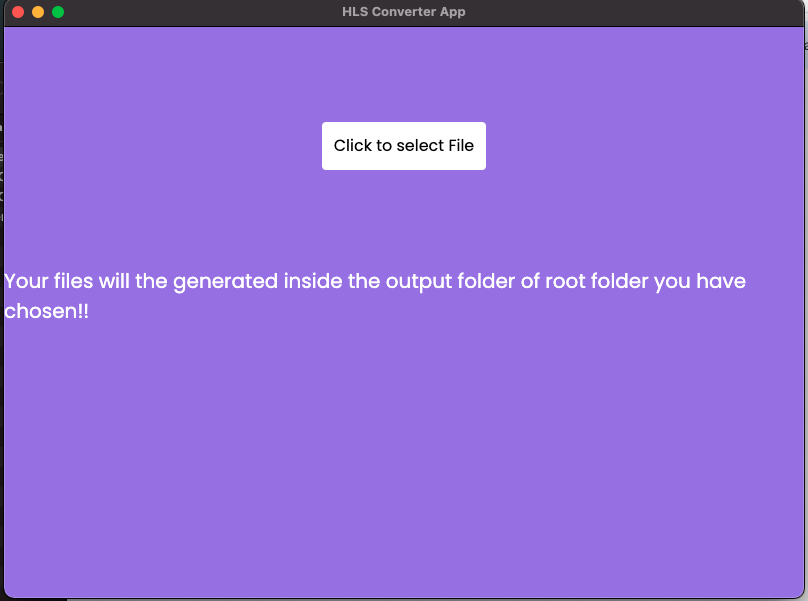 HLS Converter App
Click to select File
Your files will the generated inside the output folder of root folder you have
chosen!!